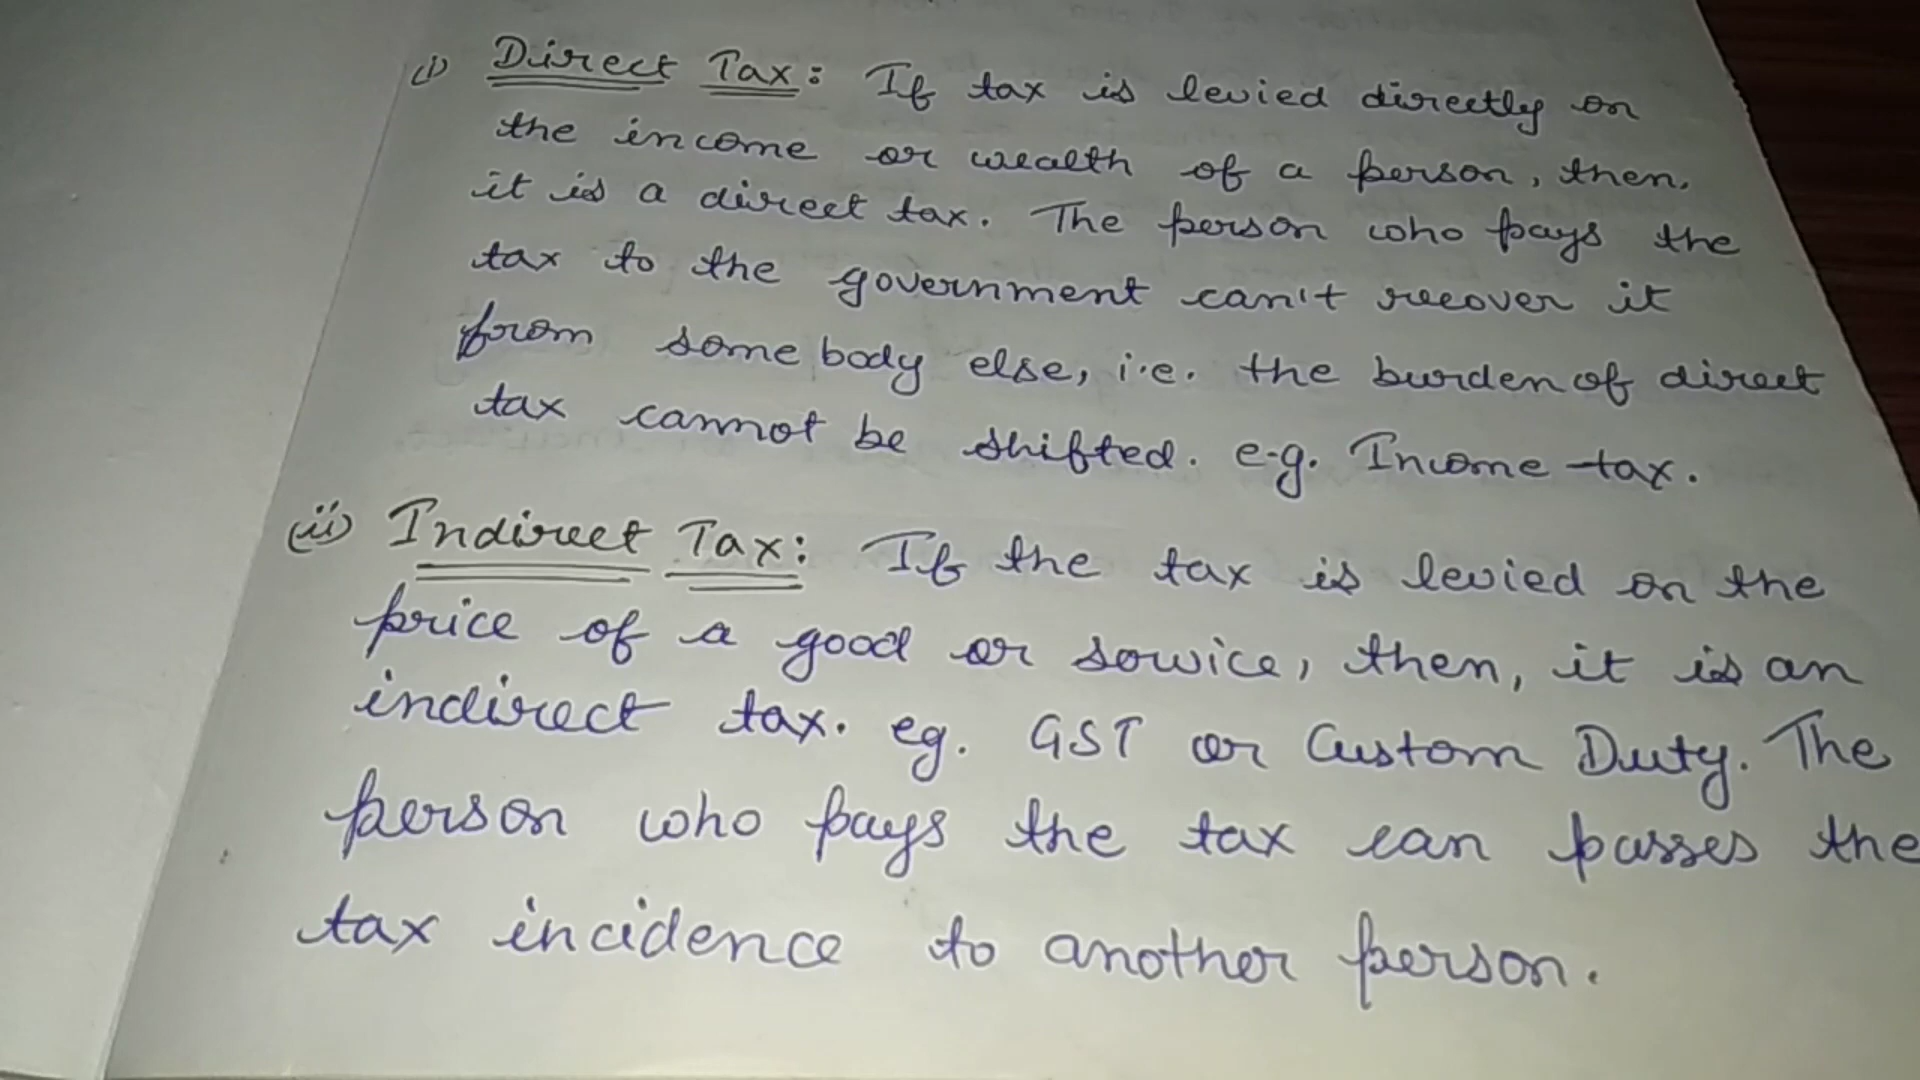 (i) Direct Tax: If tax is levied directly on
the income or wealth of a person, then,
it is a direct tax. The person who pays the
tax to the government can't recover it
from some body else, i.e. the burden of direct
tax cannot be shifted. e.g. Income tax.
(ii) Indirect Tax: If the tax is levied on the
price of a good or service, then, it is an
indirect tax. eg. GST or Custom Duty. The
person who pays the tax can passes the
tax incidence to another person.